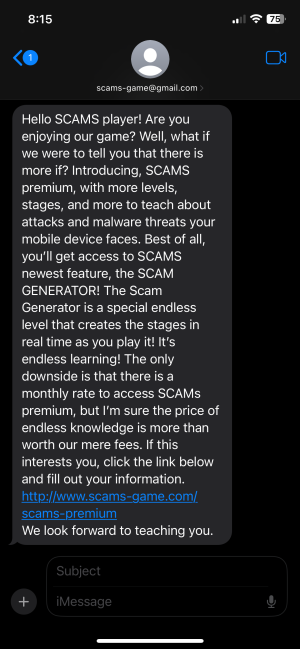 8:15
75
1
scams-game@gmail.com
Hello SCAMS player! Are you
enjoying our game? Well, what if
we were to tell you that there is
more if? Introducing, SCAMS
premium, with more levels,
stages, and more to teach about
attacks and malware threats your
mobile device faces. Best of all,
you’ll get access to SCAMS
newest feature, the SCAM
GENERATOR! The Scam
Generator is a special endless
level that creates the stages in
real time as you play it! It’s
endless learning! The only
downside is that there is a
monthly rate to access SCAMs
premium, but I’m sure the price of
endless knowledge is more than
worth our mere fees. If this
interests you, click the link below
and fill out your information.
http://www.scams-game.com/
scams-premium
We look forward to teaching you.
Subject
iMessage